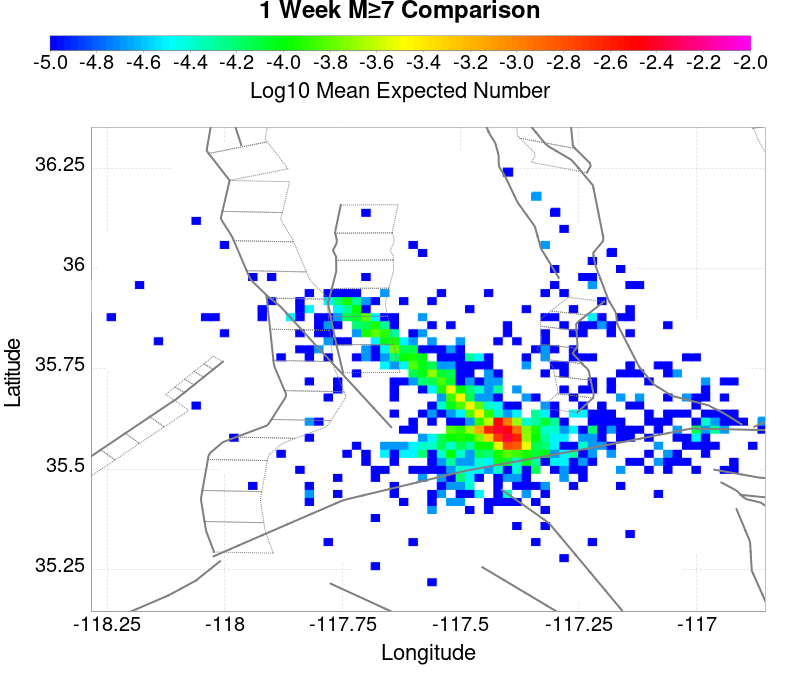 1 Week M≥7 Comparison
-5.0 -4.8 -4.6 -4.4 -4.2 -4.0 -3.8 -3.6 -3.4 -3.2 -3.0 -2.8 -2.6 -2.4 -2.2 -2.0
Log10 Mean Expected Number
36.25
36
35.75
35.5
35.25
Latitude
-118.25 -118 -117.75 -117.5 -117.25 -117
Longitude